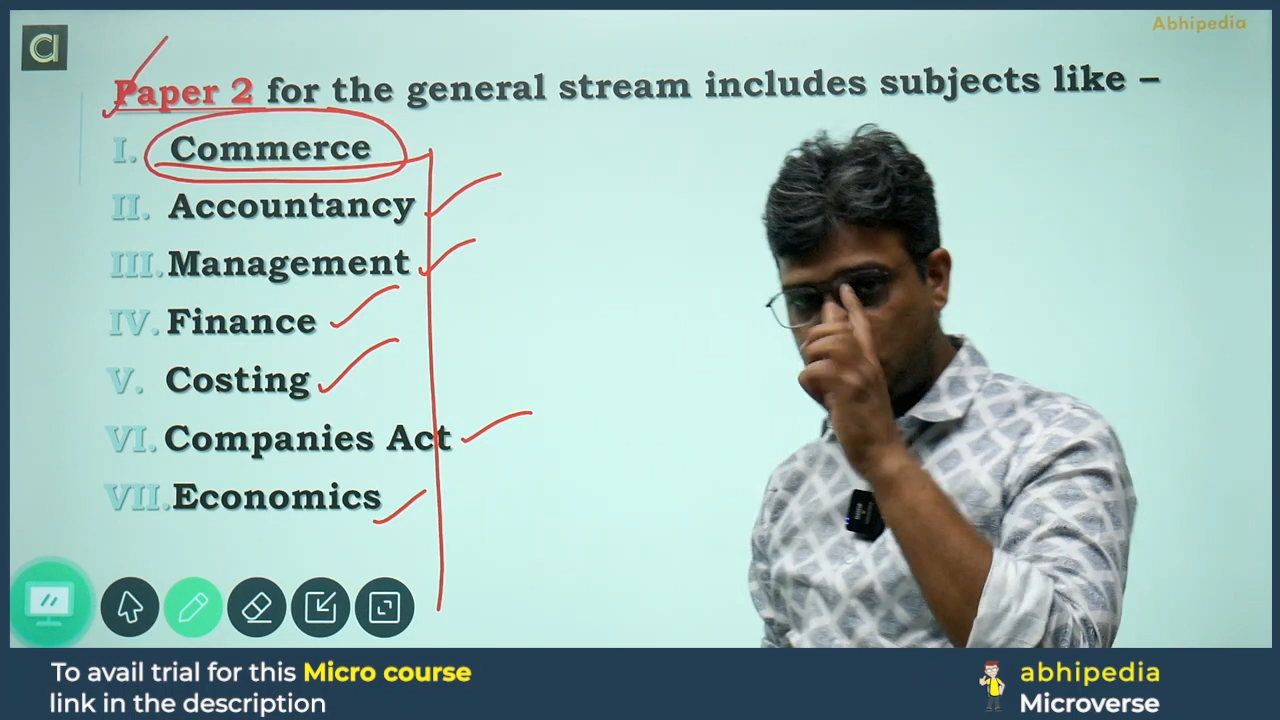 Abhipedia
Paper 2 for the general stream includes subjects like –
I. Commerce
II. Accountancy
III. Management
IV. Finance
V. Costing
VI. Companies Act
VII. Economics
To avail trial for this Micro course
link in the description
abhipedia
Microverse